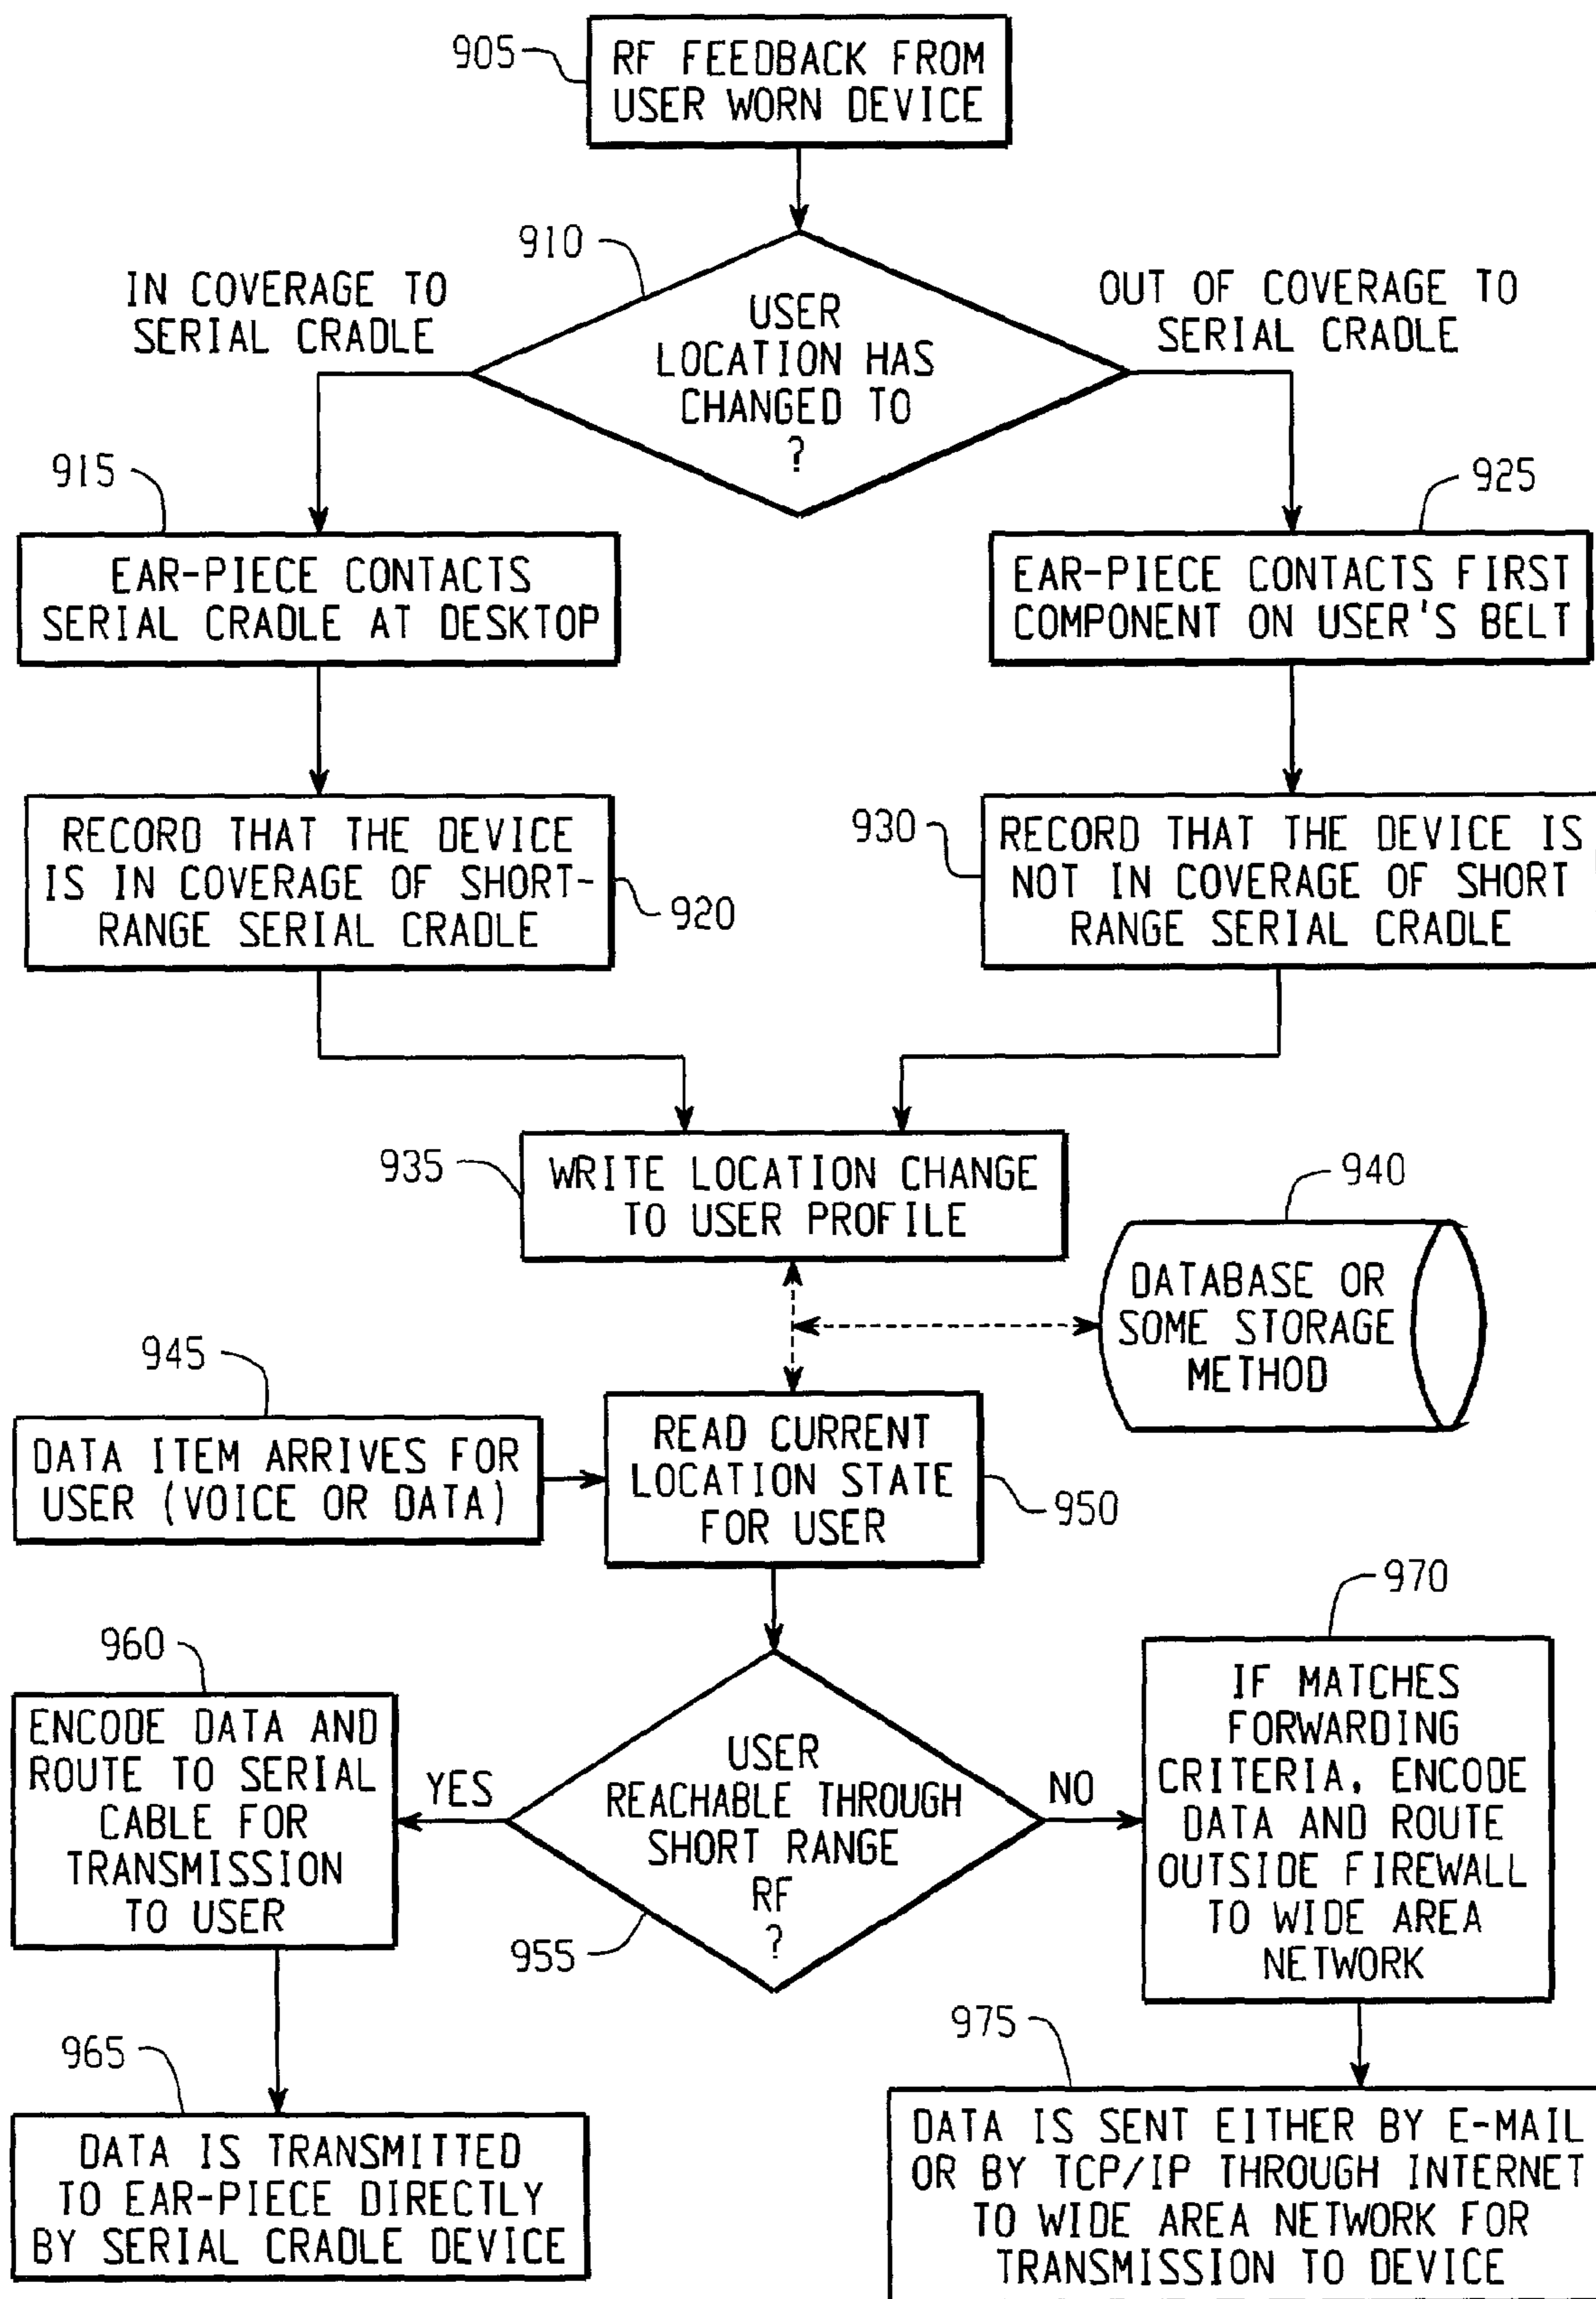 905
RF FEEDBACK FROM
USER WORN DEVICE
910
IN COVERAGE TO
SERIAL CRADLE
USER
LOCATION HAS
CHANGED TO
?
OUT OF COVERAGE TO
SERIAL CRADLE
915
EAR-PIECE CONTACTS
SERIAL CRADLE AT DESKTOP
925
EAR-PIECE CONTACTS FIRST
COMPONENT ON USER'S BELT
RECORD THAT THE DEVICE
IS IN COVERAGE OF SHORT-
RANGE SERIAL CRADLE
920
930
RECORD THAT THE DEVICE IS
NOT IN COVERAGE OF SHORT
RANGE SERIAL CRADLE
935
WRITE LOCATION CHANGE
TO USER PROFILE
940
DATABASE OR
SOME STORAGE
METHOD
945
DATA ITEM ARRIVES FOR
USER (VOICE OR DATA)
READ CURRENT
LOCATION STATE
FOR USER
950
960
ENCODE DATA AND
ROUTE TO SERIAL
CABLE FOR
TRANSMISSION
TO USER
YES
USER
REACHABLE THROUGH
SHORT RANGE
RF
?
955
NO
970
IF MATCHES
FORWARDING
CRITERIA, ENCODE
DATA AND ROUTE
OUTSIDE FIREWALL
TO WIDE AREA
NETWORK
965
DATA IS TRANSMITTED
TO EAR-PIECE DIRECTLY
BY SERIAL CRADLE DEVICE
975
DATA IS SENT EITHER BY E-MAIL
OR BY TCP/IP THROUGH INTERNET
TO WIDE AREA NETWORK FOR
TRANSMISSION TO DEVICE